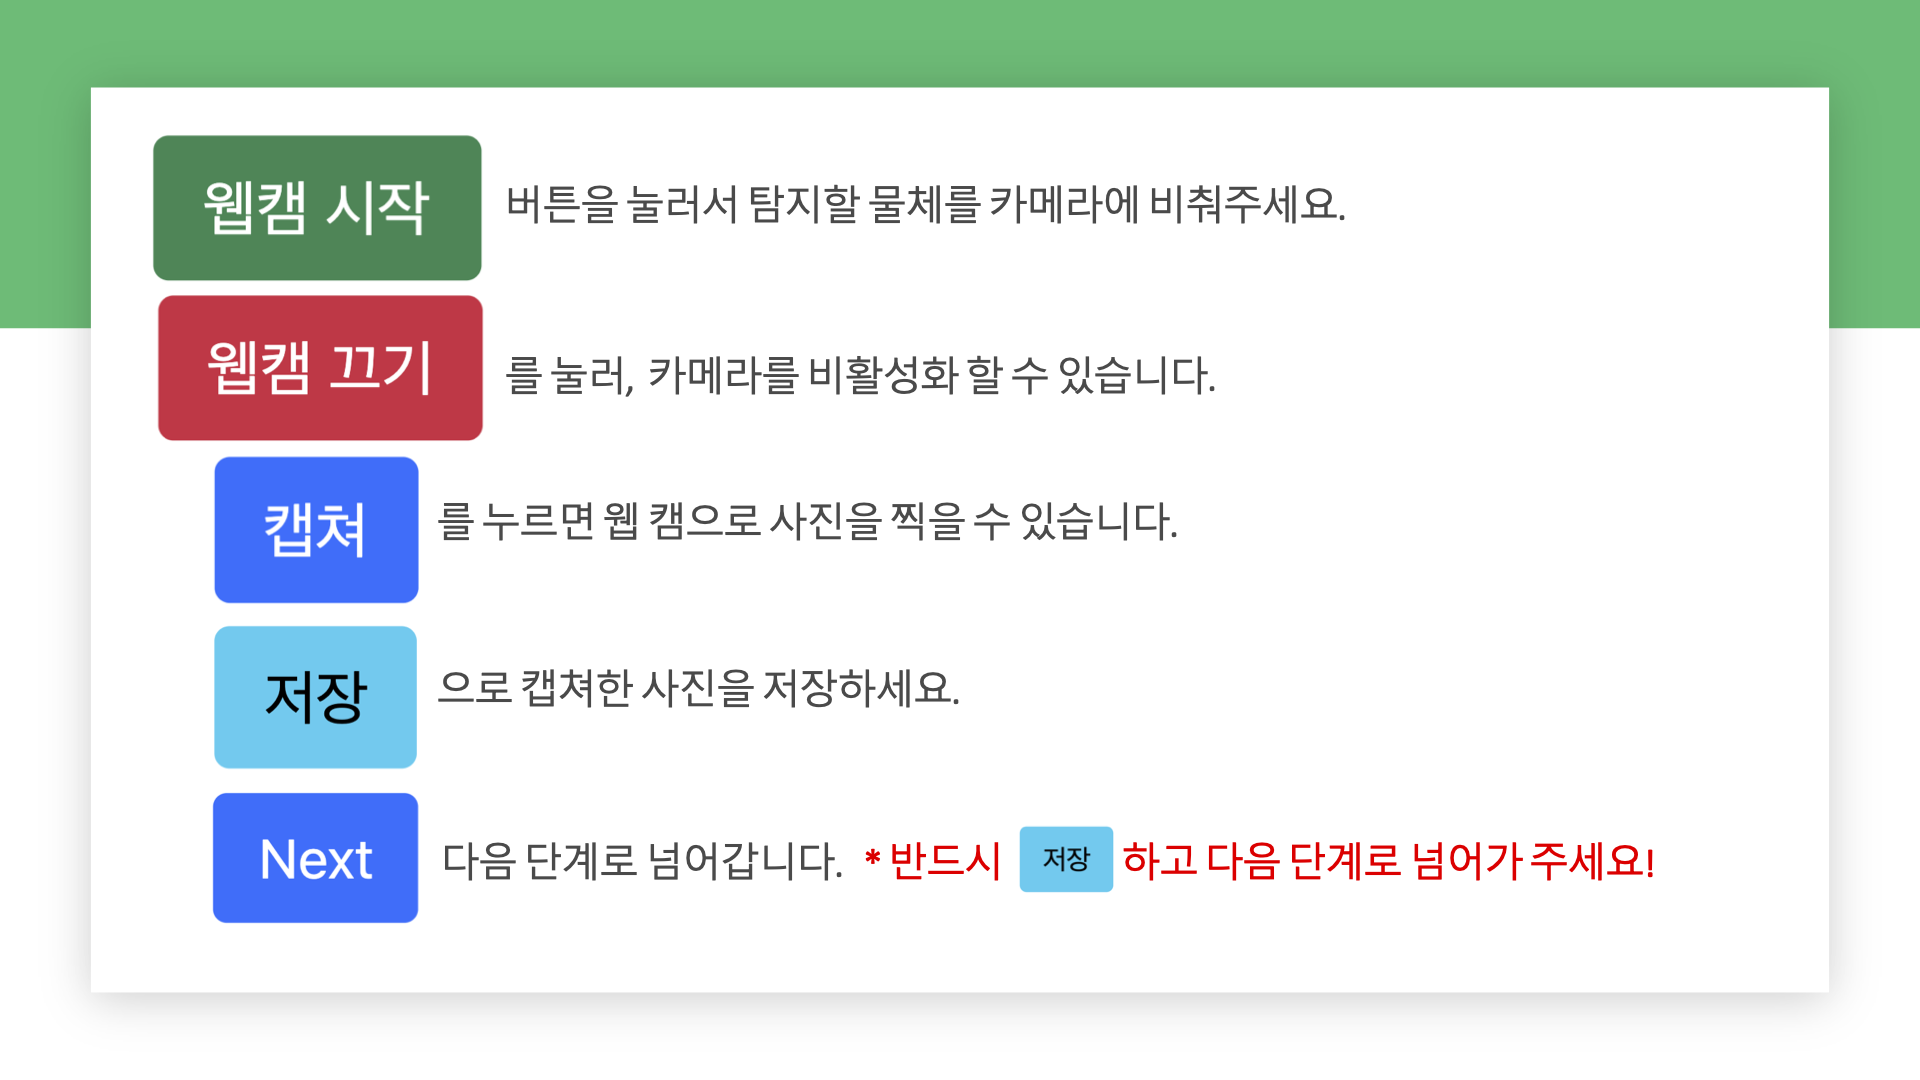 웹캠 시작 버튼을 눌러서 탐지할 물체를 카메라에 비춰주세요.
웹캠 끄기 를 눌러, 카메라를 비활성화 할 수 있습니다.
캡쳐 를 누르면 웹 캠으로 사진을 찍을 수 있습니다.
저장 으로 캡쳐한 사진을 저장하세요.
Next 다음 단계로 넘어갑니다. * 반드시 저장 하고 다음 단계로 넘어가 주세요!